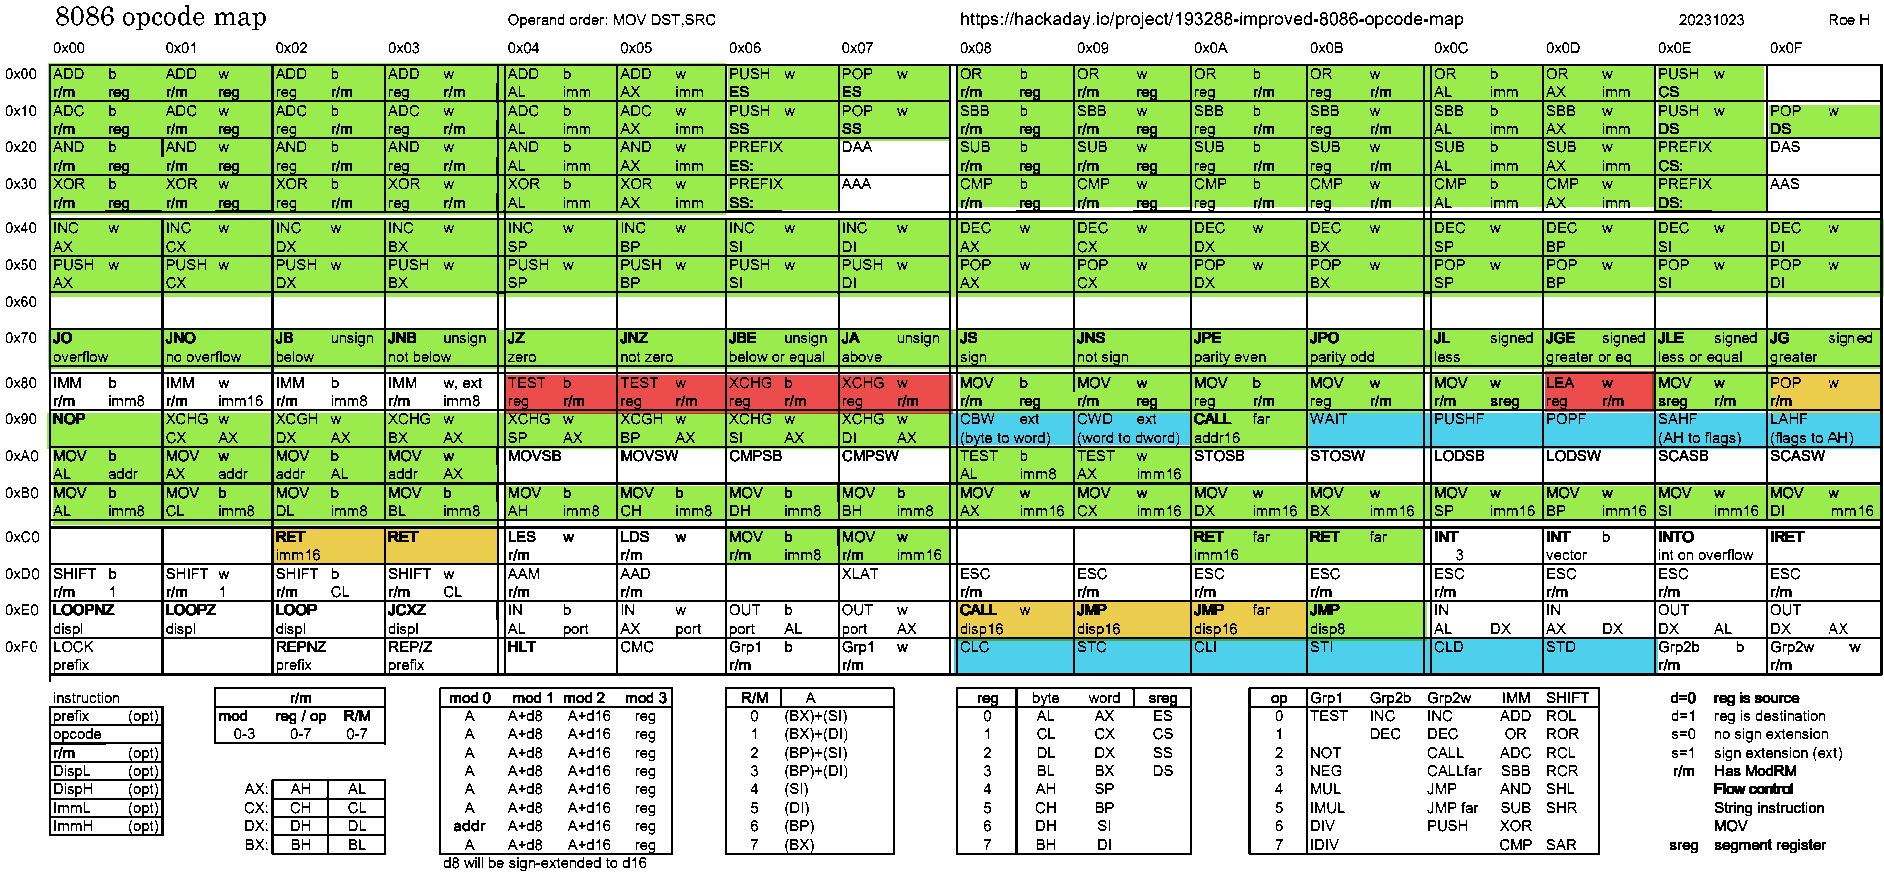 8086 opcode map Operand order: MOV DST,SRC https://hackaday.io/project/193288-improved-8086-opcode-map 20231023 Roe H
0x00 0x01 0x02 0x03 0x04 0x05 0x06 0x07 0x08 0x09 0x0A 0x0B 0x0C 0x0D 0x0E 0x0F
0x00 ADD b ADD w ADD b ADD w ADD b ADD w PUSH w POP w OR b OR w OR b OR w OR b OR w PUSH w
r/m reg r/m reg reg r/m reg r/m AL imm AX imm ES ES r/m reg r/m reg reg r/m reg r/m AL imm AX imm CS
0x10 ADC b ADC w ADC b ADC w ADC b ADC w PUSH w POP w SBB b SBB w SBB b SBB w SBB b SBB w PUSH w POP w
r/m reg r/m reg reg r/m reg r/m AL imm AX imm SS SS r/m reg r/m reg reg r/m reg r/m AL imm AX imm DS DS
0x20 AND b AND w AND b AND w AND b AND w PREFIX DAA SUB b SUB w SUB b SUB w SUB b SUB w PREFIX DAS
r/m reg r/m reg reg r/m reg r/m AL imm AX imm ES: r/m reg r/m reg reg r/m reg r/m AL imm AX imm CS:
0x30 XOR b XOR w XOR b XOR w XOR b XOR w PREFIX AAA CMP b CMP w CMP b CMP w CMP b CMP w PREFIX AAS
r/m reg r/m reg reg r/m reg r/m AL imm AX imm SS: r/m reg r/m reg reg r/m reg r/m AL imm AX imm DS:
0x40 INC w INC w INC w INC w INC w INC w INC w INC w DEC w DEC w DEC w DEC w DEC w DEC w DEC w DEC w
AX CX DX BX SP BP SI DI AX CX DX BX SP BP SI DI
0x50 PUSH w PUSH w PUSH w PUSH w PUSH w PUSH w PUSH w PUSH w POP w POP w POP w POP w POP w POP w POP w POP w
AX CX DX BX SP BP SI DI AX CX DX BX SP BP SI DI
0x60
0x70 JO JNO JB unsign JNB unsign JZ JNZ JBE unsign JA unsign JS JNS JPE JPO JL signed JGE signed JLE signed JG signed
overflow no overflow below not below zero not zero below or equal above sign not sign parity even parity odd less greater or eq less or equal greater
0x80 IMM b IMM w IMM b IMM w, ext TEST b TEST w XCHG b XCHG w MOV b MOV w MOV b MOV w MOV w LEA w MOV w POP w
r/m imm8 r/m imm16 r/m imm8 r/m imm8 reg r/m reg r/m reg r/m reg r/m r/m reg r/m reg reg r/m reg r/m r/m sreg reg r/m sreg r/m r/m
0x90 NOP XCHG w XCGH w XCHG w XCHG w XCGH w XCHG w XCHG w CBW ext CWD ext CALL far WAIT PUSHF POPF SAHF LAHF
CX AX DX AX BX AX SP AX BP AX SI AX DI AX (byte to word) (word to dword) addr16 (AH to flags) (flags to AH)
0xA0 MOV b MOV w MOV b MOV w MOVSB MOVSW CMPSB CMPSW TEST b TEST w STOSB STOSW LODSB LODSW SCASB SCASW
AL addr AX addr addr AL addr AX AL imm8 AX imm16
0xB0 MOV b MOV b MOV b MOV b MOV b MOV b MOV b MOV b MOV w MOV w MOV w MOV w MOV w MOV w MOV w MOV w
AL imm8 CL imm8 DL imm8 BL imm8 AH imm8 CH imm8 DH imm8 BH imm8 AX imm16 CX imm16 DX imm16 BX imm16 SP imm16 BP imm16 SI imm16 DI mm16
0xC0 RET RET LES w LDS w MOV b MOV w RET far RET far INT INT b INTO IRET
imm16 r/m r/m r/m imm8 r/m imm16 imm16 3 vector int on overflow
0xD0 SHIFT b SHIFT w SHIFT b SHIFT w AAM AAD XLAT ESC ESC ESC ESC ESC ESC ESC ESC
r/m 1 r/m 1 r/m CL r/m CL r/m r/m r/m r/m r/m r/m r/m r/m
0xE0 LOOPNZ LOOPZ LOOP JCXZ IN b IN w OUT b OUT w CALL w JMP JMP far JMP IN IN OUT OUT
displ displ displ displ AL port AX port port AL port AX disp16 disp16 disp16 disp8 AL DX AX DX DX AL DX AX
0xF0 LOCK REPNZ REP/Z HLT CMC Grp1 b Grp1 w CLC STC CLI STI CLD STD Grp2b b Grp2w w
prefix prefix prefix r/m r/m r/m r/m
instruction r/m mod 0 mod 1 mod 2 mod 3 R/M A reg byte word sreg op Grp1 Grp2b Grp2w IMM SHIFT d=0 reg is source
prefix (opt) mod reg / op R/M A A+d8 A+d16 reg 0 (BX)+(SI) 0 AL AX ES 0 TEST INC INC ADD ROL d=1 reg is destination
opcode 0-3 0-7 0-7 A A+d8 A+d16 reg 1 (BX)+(DI) 1 CL CX CS 1 DEC DEC OR ROR s=0 no sign extension
r/m (opt) A A+d8 A+d16 reg 2 (BP)+(SI) 2 DL DX SS 2 NOT CALL ADC RCL s=1 sign extension (ext)
DispL (opt) A A+d8 A+d16 reg 3 (BP)+(DI) 3 BL BX DS 3 NEG CALLfar SBB RCR r/m Has ModRM
DispH (opt) AX: AH AL A A+d8 A+d16 reg 4 (SI) 4 AH SP 4 MUL JMP AND SHL Flow control
ImmL (opt) CX: CH CL A A+d8 A+d16 reg 5 (DI) 5 CH BP 5 IMUL JMP far SUB SHR String instruction
ImmH (opt) DX: DH DL addr A+d8 A+d16 reg 6 (BP) 6 DH SI 6 DIV PUSH XOR MOV
BX: BH BL A A+d8 A+d16 reg 7 (BX) 7 BH DI 7 IDIV CMP SAR sreg segment register
d8 will be sign-extended to d16